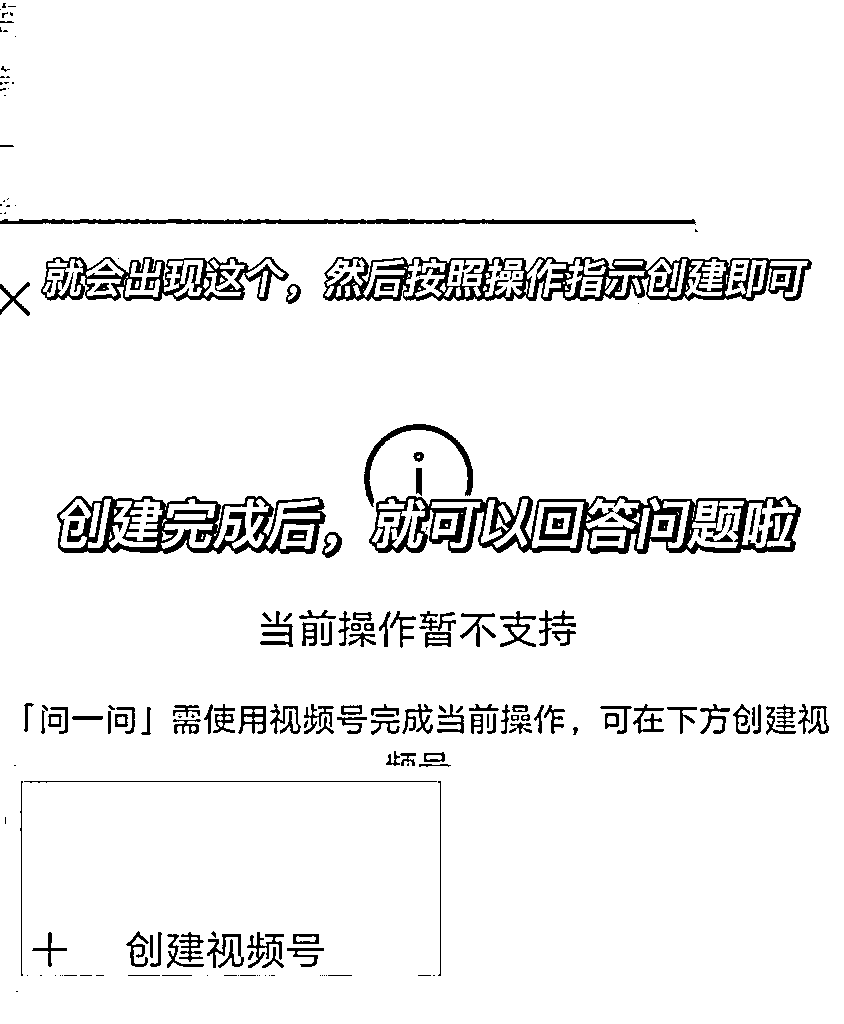 就会出现这个，然后按照操作指示创建即可
创建完成后，就可以回答问题啦
当前操作暂不支持
「问一问」需使用视频号完成当前操作，可在下方创建视
频号
创建视频号